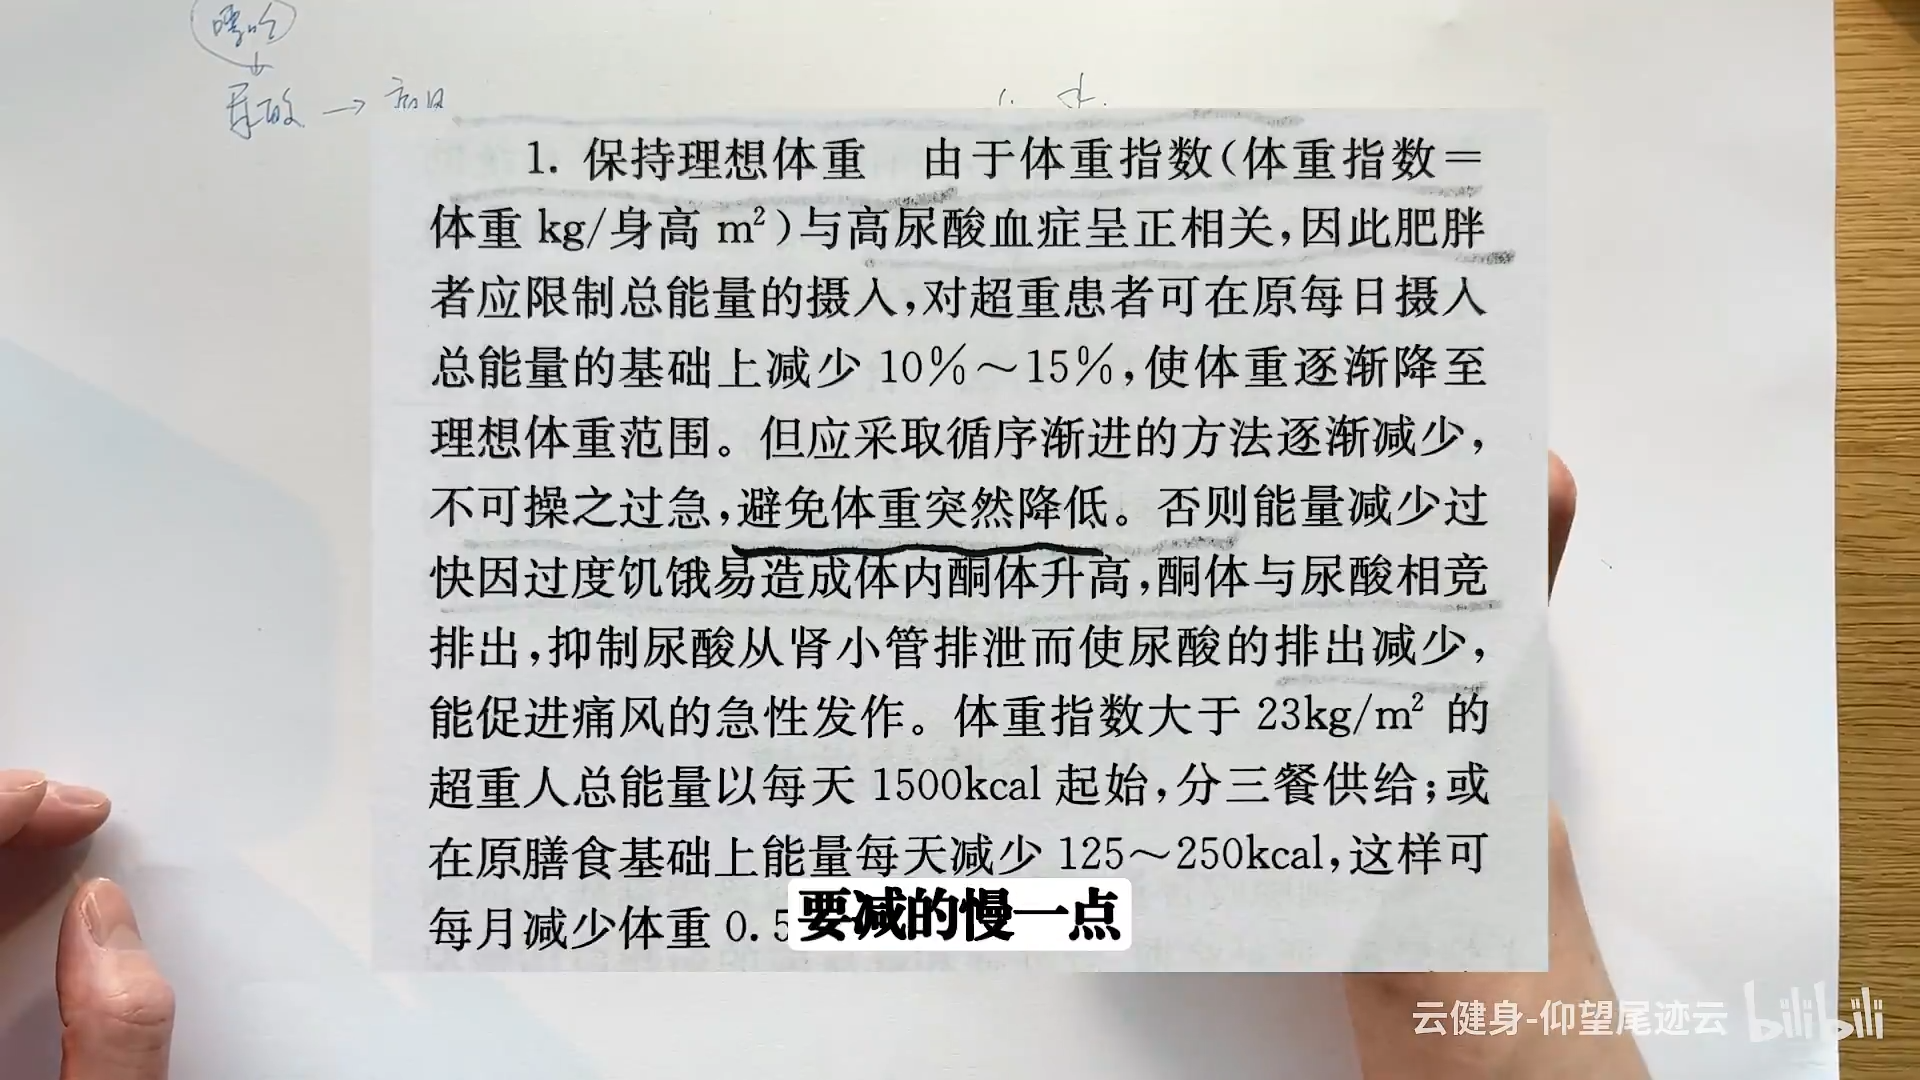 嘌呤
尿酸 →
1. 保持理想体重 由于体重指数(体重指数=
体重 kg/身高 m²)与高尿酸血症呈正相关,因此肥胖
者应限制总能量的摄入,对超重患者可在原每日摄入
总能量的基础上减少 10%～15%,使体重逐渐降至
理想体重范围。但应采取循序渐进的方法逐渐减少,
不可操之过急,避免体重突然降低。否则能量减少过
快因过度饥饿易造成体内酮体升高,酮体与尿酸相竞
排出,抑制尿酸从肾小管排泄而使尿酸的排出减少,
能促进痛风的急性发作。体重指数大于 23kg/m² 的
超重人总能量以每天 1500kcal 起始,分三餐供给;或
在原膳食基础上能量每天减少 125～250kcal,这样可
每月减少体重 0.5
要减的慢一点
云健身-仰望尾迹云 bilibili